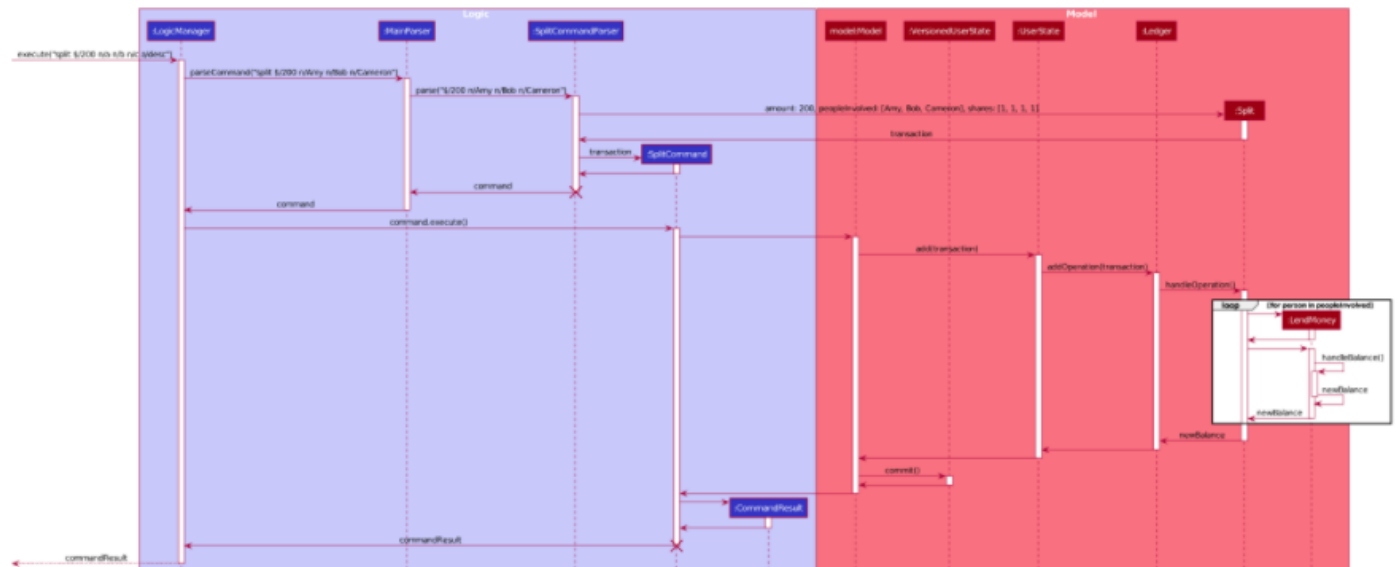 Logic
Model
:LogicManager
:MainParser
:SplitCommandParser
model:Model
:VersionedUserState
:UserState
:Ledger
execute("split $/200 n/a n/b n/c a/desc")
parseCommand("split $/200 n/Amy n/Bob n/Cameron")
parse("$/200 n/Amy n/Bob n/Cameron")
amount: 200, peopleInvolved: [Amy, Bob, Cameron], shares: [1, 1, 1, 1]
:Split
transaction
transaction
:SplitCommand
command
command
command.execute()
add(transaction)
addOperation(transaction)
handleOperation()
loop
[for person in peopleInvolved]
:LendMoney
handleBalance()
newBalance
newBalance
newBalance
commit()
:CommandResult
commandResult
commandResult